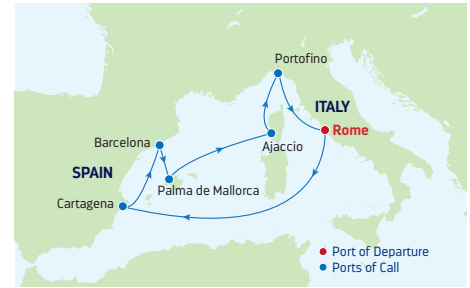 Portofino
ITALY
Rome
Barcelona
Ajaccio
SPAIN
Palma de Mallorca
Cartagena
Port of Departure
Ports of Call